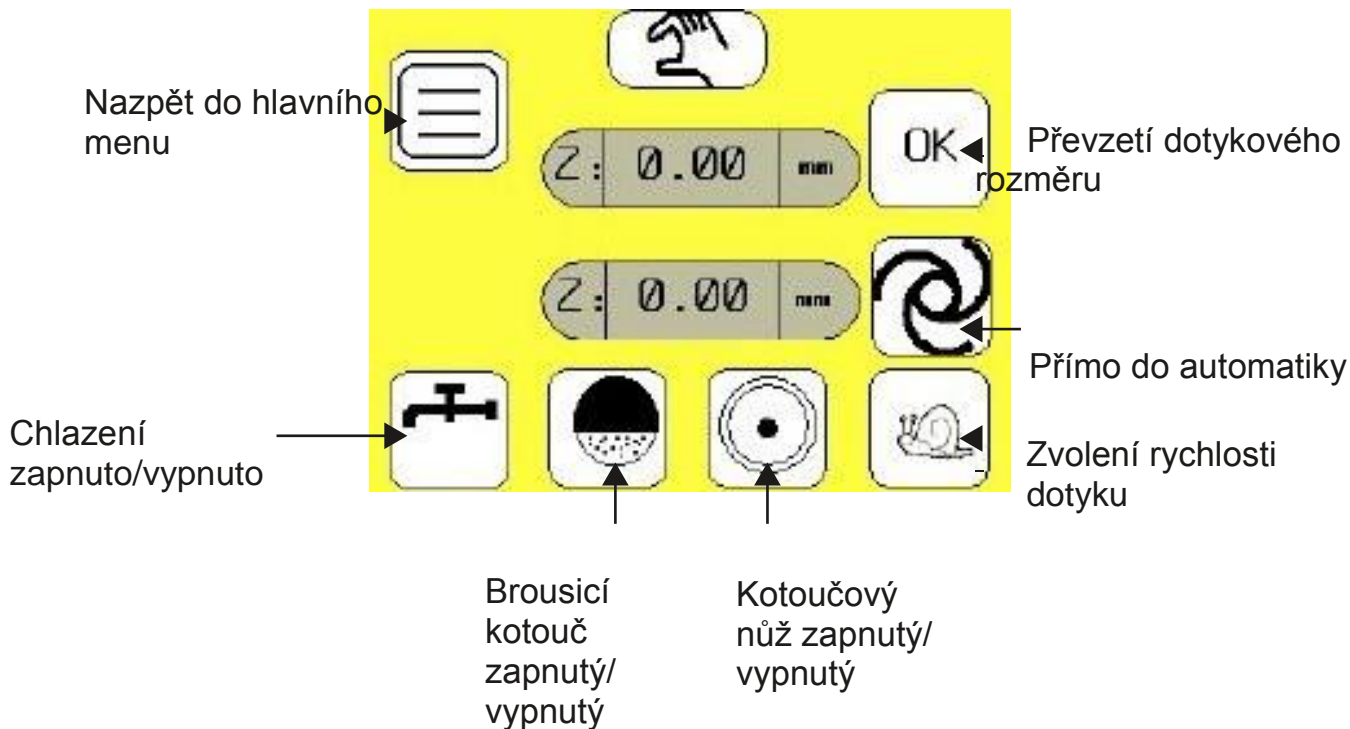 Nazpět do hlavního
menu
Z: 0.00 mm
OK
Převzetí dotykového
rozměru
Z: 0.00 mm
Přímo do automatiky
Chlazení
zapnuto/vypnuto
Zvolení rychlosti
dotyku
Brousicí
kotouč
zapnutý/
vypnutý
Kotoučový
nůž zapnutý/
vypnutý